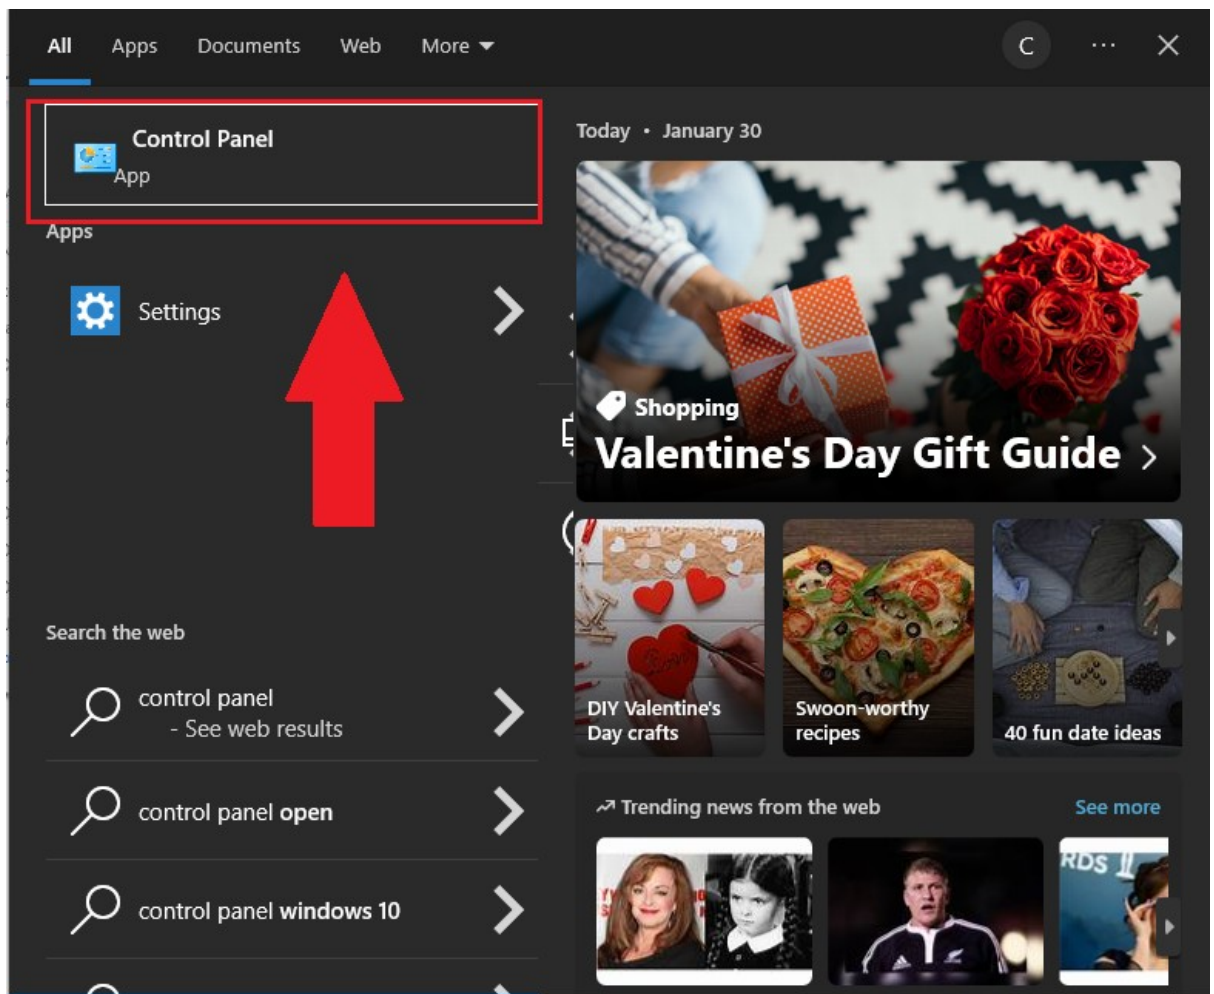 All Apps Documents Web More
C
Control Panel
App
Apps
Settings
Search the web
control panel
- See web results
control panel open
control panel windows 10
Today • January 30
Shopping
Valentine's Day Gift Guide
DIY Valentine's
Day crafts
Swoon-worthy
recipes
40 fun date ideas
Trending news from the web
See more
RDS